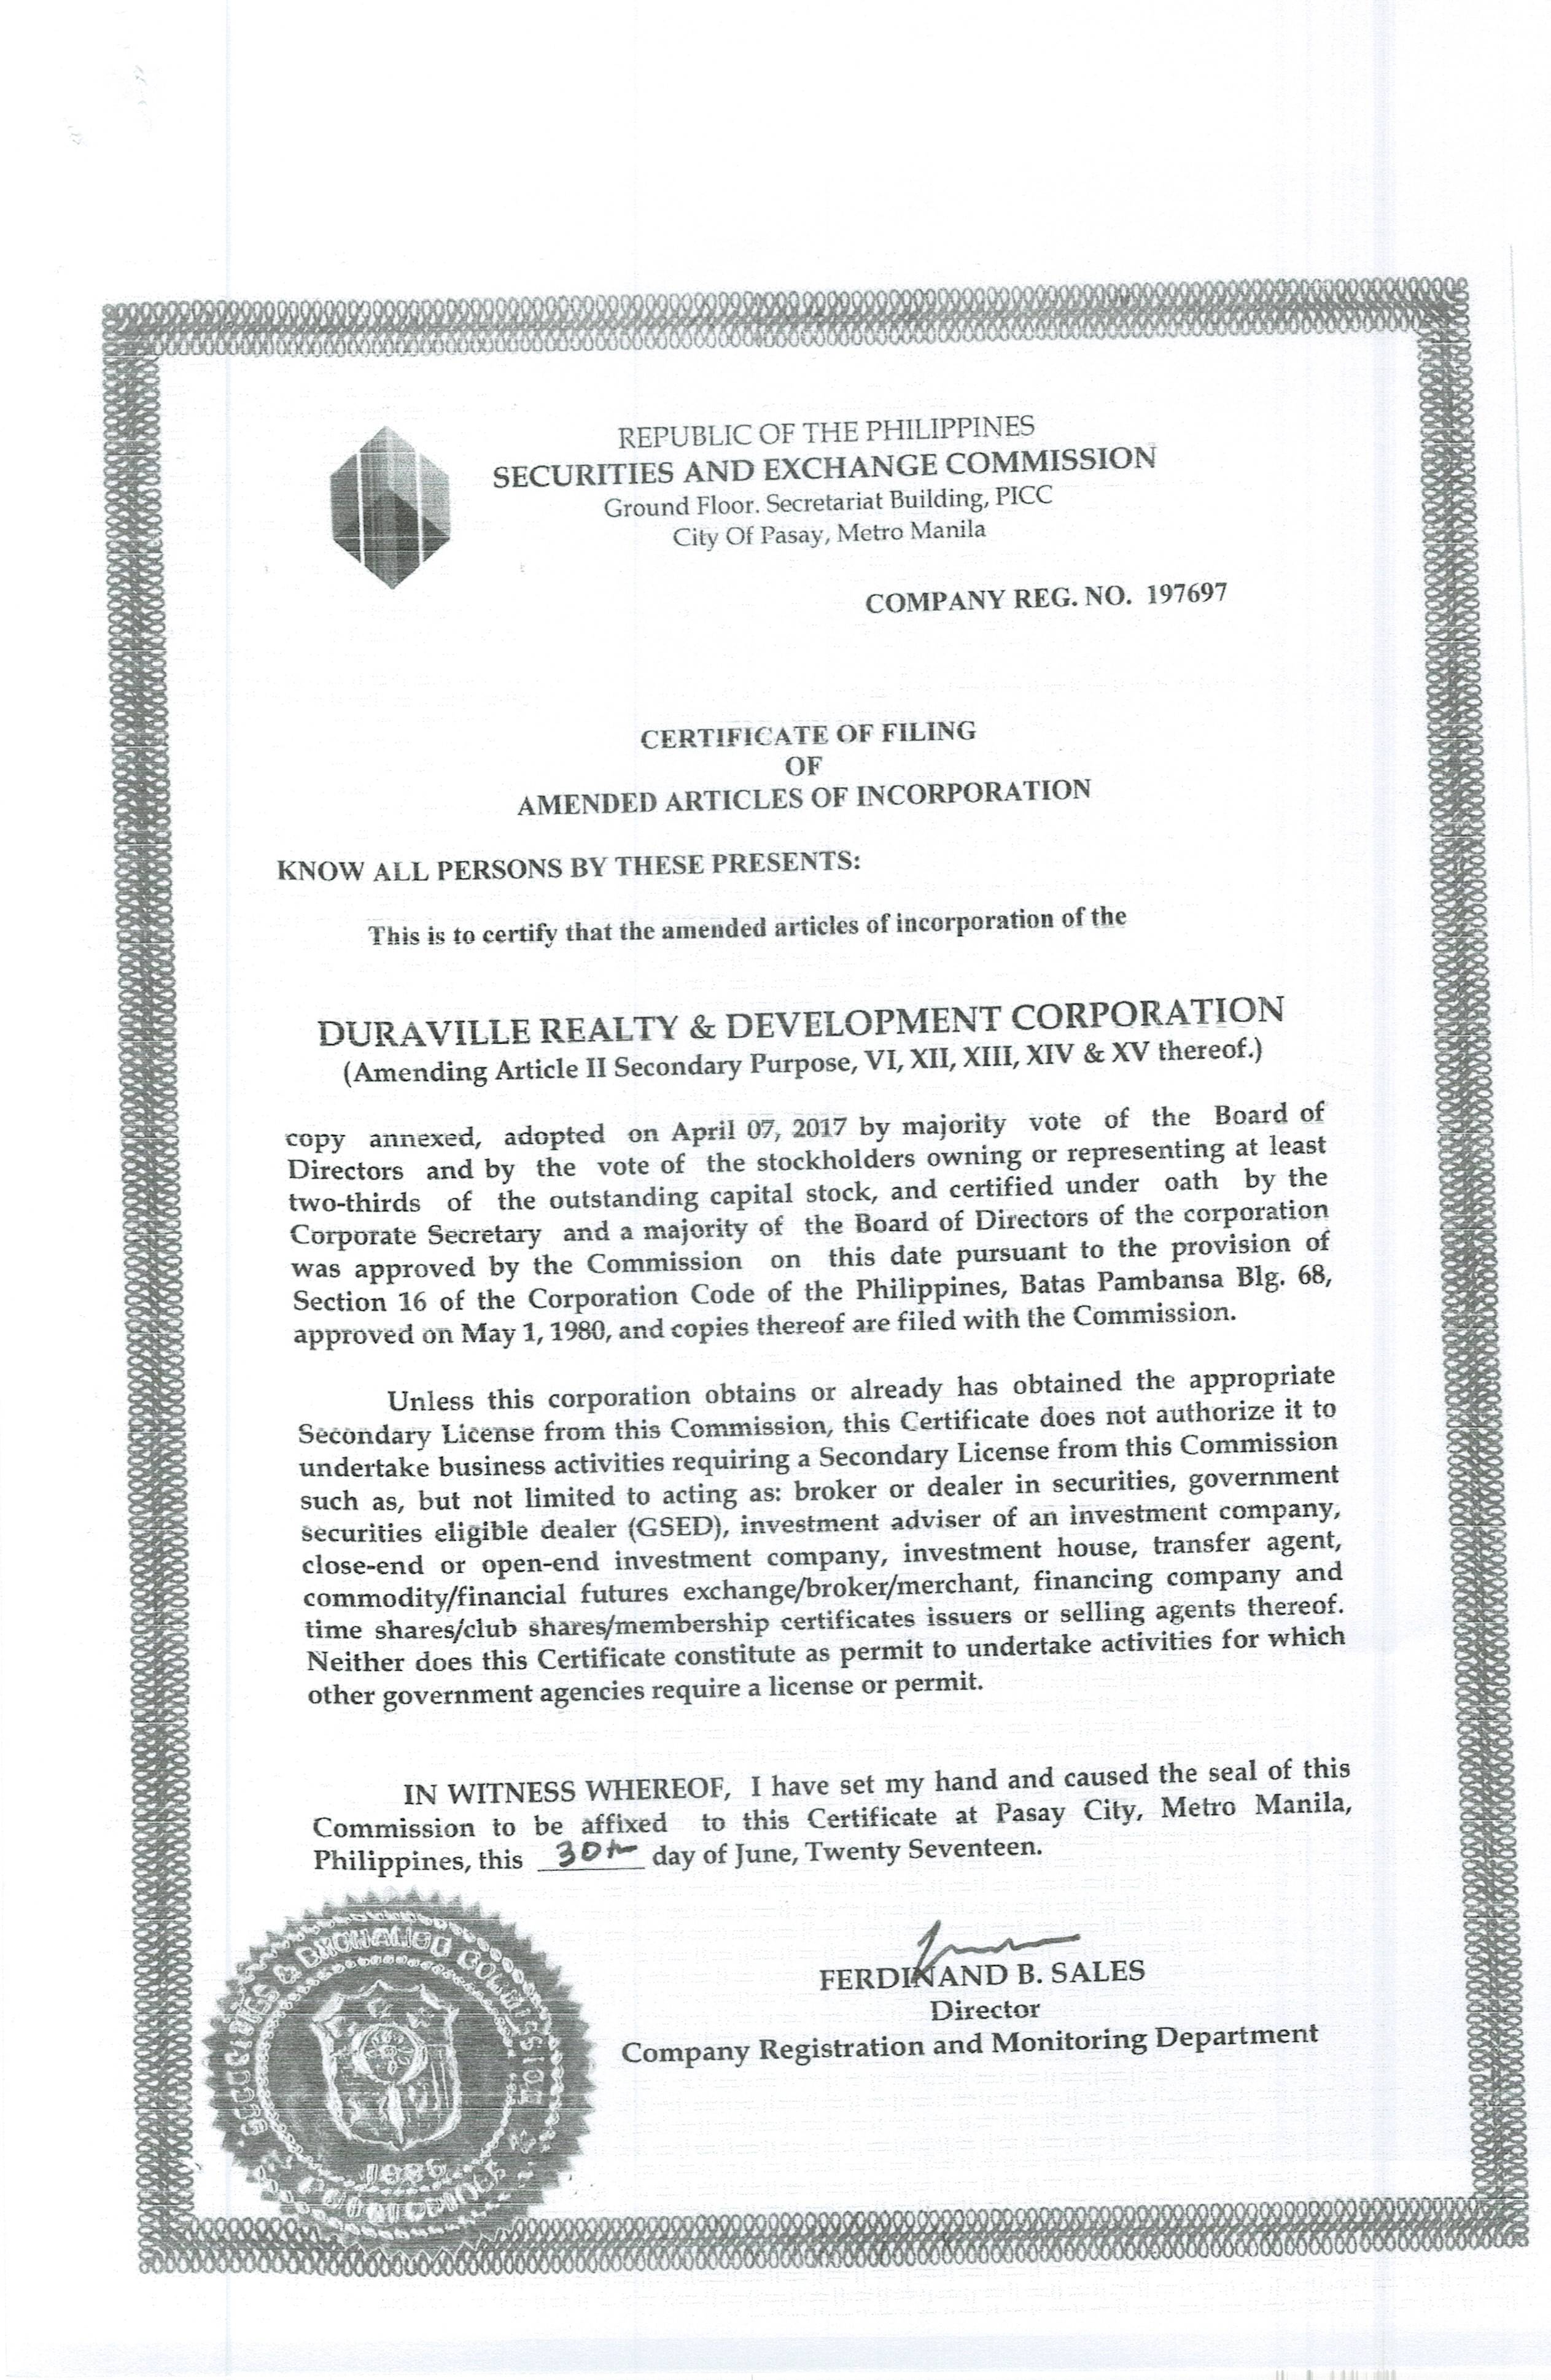 REPUBLIC OF THE PHILIPPINES
SECURITIES AND EXCHANGE COMMISSION
Ground Floor. Secretariat Building, PICC
City Of Pasay, Metro Manila
COMPANY REG. NO. 197697
CERTIFICATE OF FILING
OF
AMENDED ARTICLES OF INCORPORATION
KNOW ALL PERSONS BY THESE PRESENTS:
This is to certify that the amended articles of incorporation of the
DURAVILLE REALTY & DEVELOPMENT CORPORATION
(Amending Article II Secondary Purpose, VI, XII, XIII, XIV & XV thereof.)
copy annexed, adopted on April 07, 2017 by majority vote of the Board of
Directors and by the vote of the stockholders owning or representing at least
two-thirds of the outstanding capital stock, and certified under oath by the
Corporate Secretary and a majority of the Board of Directors of the corporation
was approved by the Commission on this date pursuant to the provision of
Section 16 of the Corporation Code of the Philippines, Batas Pambansa Blg. 68,
approved on May 1, 1980, and copies thereof are filed with the Commission.
Unless this corporation obtains or already has obtained the appropriate
Secondary License from this Commission, this Certificate does not authorize it to
undertake business activities requiring a Secondary License from this Commission
such as, but not limited to acting as: broker or dealer in securities, government
securities eligible dealer (GSED), investment adviser of an investment company,
close-end or open-end investment company, investment house, transfer agent,
commodity/financial futures exchange/broker/merchant, financing company and
time shares/club shares/membership certificates issuers or selling agents thereof.
Neither does this Certificate constitute as permit to undertake activities for which
other government agencies require a license or permit.
IN WITNESS WHEREOF, I have set my hand and caused the seal of this
Commission to be affixed to this Certificate at Pasay City, Metro Manila,
Philippines, this 30th day of June, Twenty Seventeen.
FERDINAND B. SALES
Director
Company Registration and Monitoring Department
SECURITIES & EXCHANGE COMMISSION